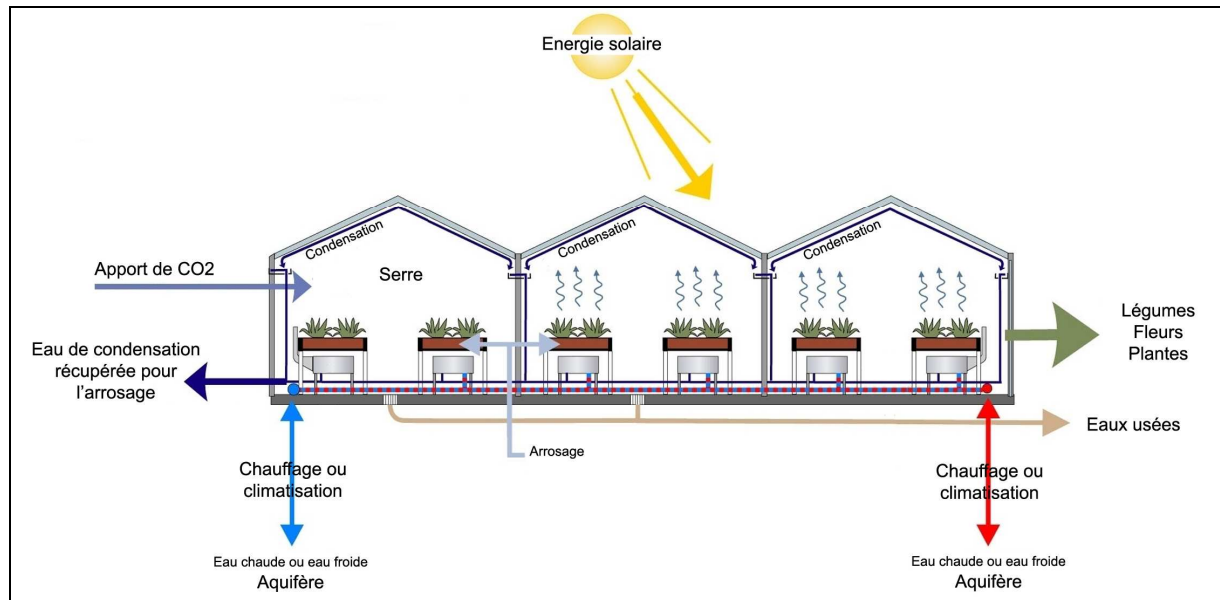 Energie solaire
Condensation
Condensation
Condensation
Apport de CO2
Serre
Légumes
Fleurs
Plantes
Eau de condensation
récupérée pour
l'arrosage
Eaux usées
Arrosage
Chauffage ou
climatisation
Chauffage ou
climatisation
Eau chaude ou eau froide
Aquifère
Eau chaude ou eau froide
Aquifère